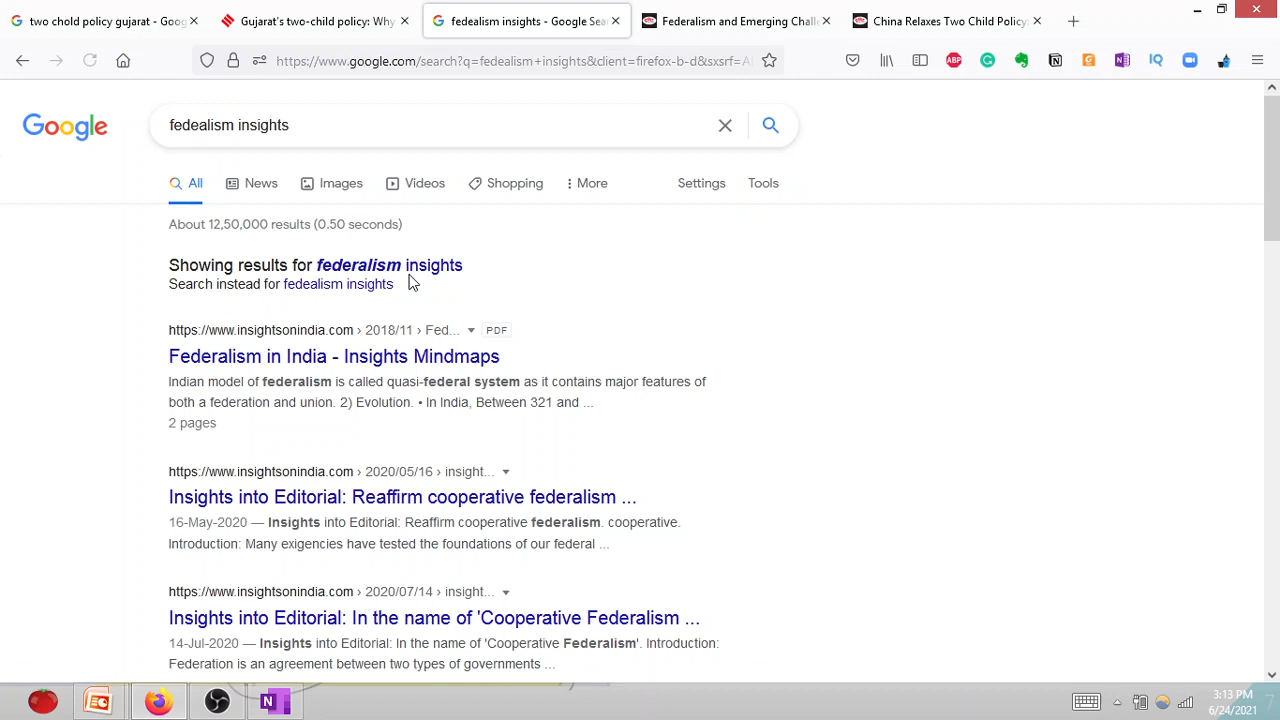 two chold policy gujarat - Goog
Gujarat's two-child policy: Why
fedealism insights - Google Sea
Federalism and Emerging Challe
China Relaxes Two Child Policy:
https://www.google.com/search?q=fedealism+insights&client=firefox-b-d&sxsrf=A
ABP
IQ
Google
fedealism insights
All
News
Images
Videos
Shopping
More
Settings
Tools
About 12,50,000 results (0.50 seconds)
Showing results for federalism insights
Search instead for fedealism insights
https://www.insightsonindia.com › 2018/11 › Fed... PDF
Federalism in India - Insights Mindmaps
Indian model of federalism is called quasi-federal system as it contains major features of
both a federation and union. 2) Evolution. • In India, Between 321 and ...
2 pages
https://www.insightsonindia.com › 2020/05/16 › insight...
Insights into Editorial: Reaffirm cooperative federalism ...
16-May-2020 — Insights into Editorial: Reaffirm cooperative federalism. cooperative.
Introduction: Many exigencies have tested the foundations of our federal ...
https://www.insightsonindia.com › 2020/07/14 › insight...
Insights into Editorial: In the name of 'Cooperative Federalism ...
14-Jul-2020 — Insights into Editorial: In the name of 'Cooperative Federalism'. Introduction:
Federation is an agreement between two types of governments ...
3:13 PM
6/24/2021